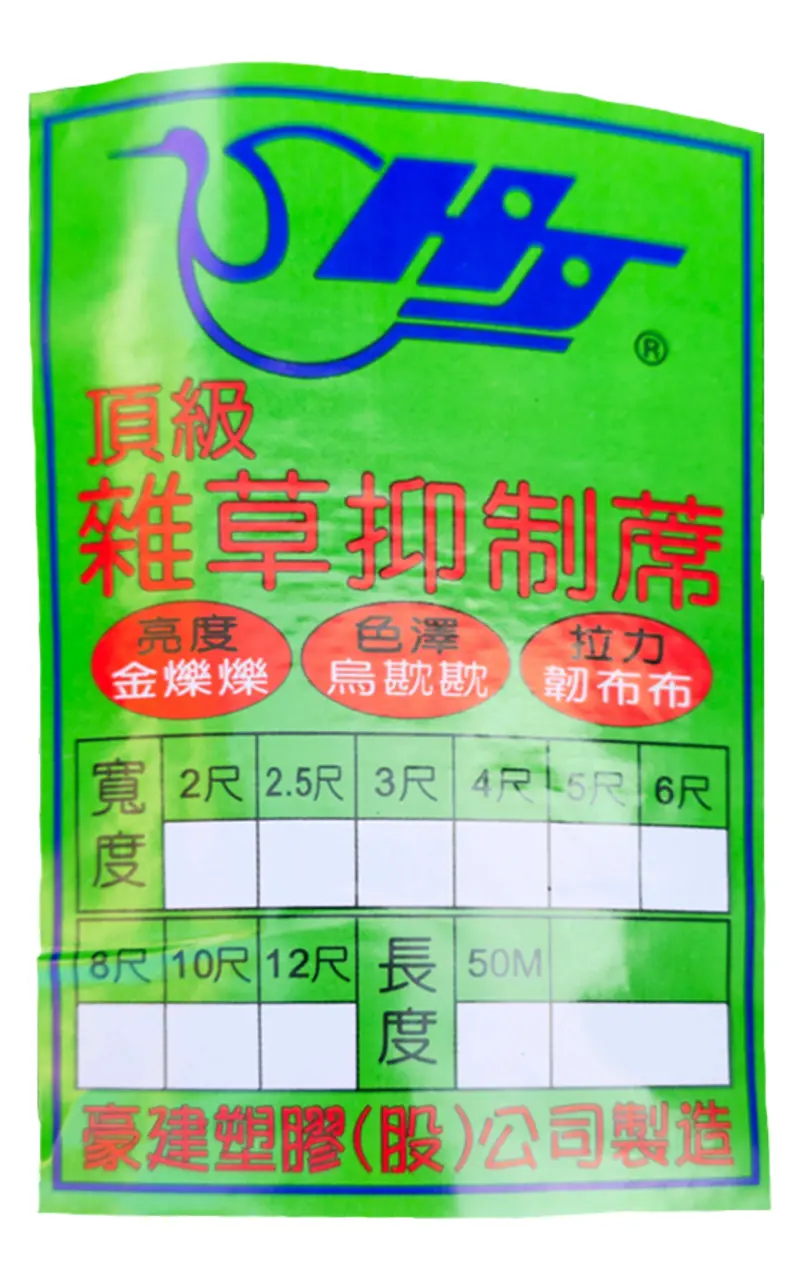 ®
頂級
雜草抑制蓆
亮度
金爍爍
色澤
烏戡戡
拉力
韌布布
寬度 2尺 2.5尺 3尺 4尺 5尺 6尺
8尺 10尺 12尺 長度 50M
豪建塑膠(股)公司製造